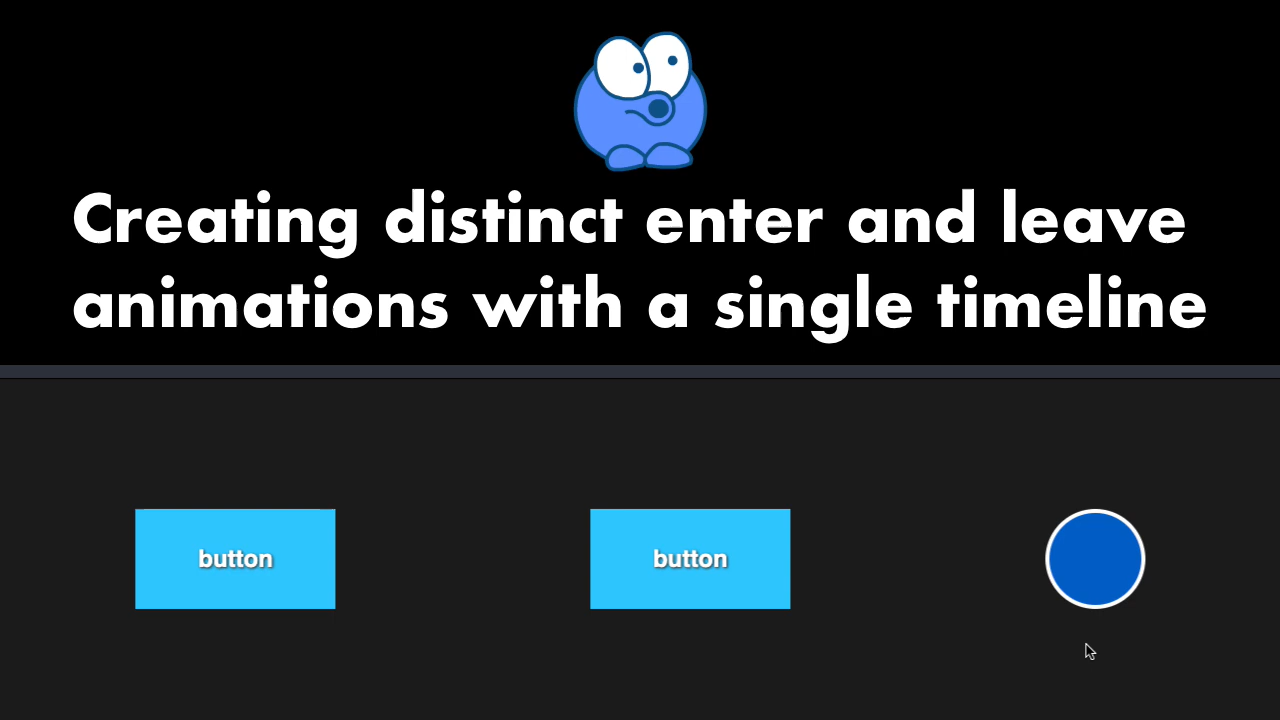 Creating distinct enter and leave
animations with a single timeline
button
button